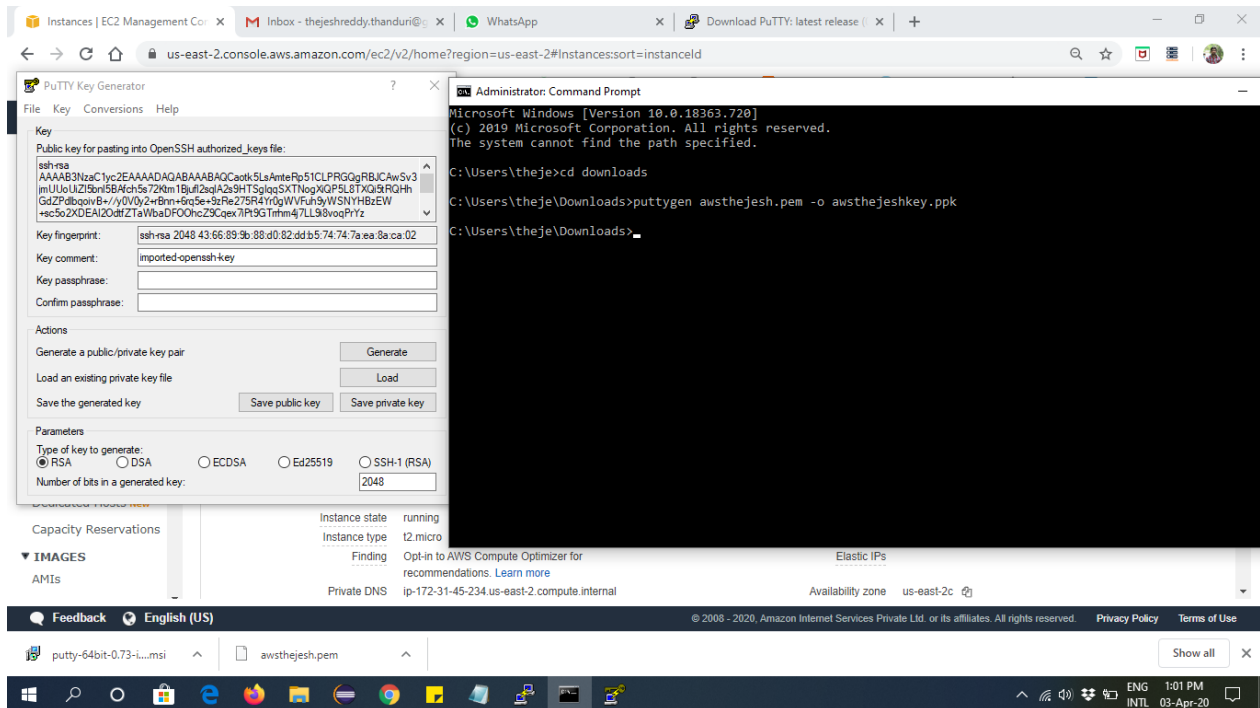 Instances | EC2 Management Cor
Inbox - thejeshreddy.thanduri@g
WhatsApp
Download PuTTY: latest release (
us-east-2.console.aws.amazon.com/ec2/v2/home?region=us-east-2#Instances:sort=instanceId
PuTTY Key Generator
?
File Key Conversions Help
Key
Public key for pasting into OpenSSH authorized_keys file:
ssh-rsa
Key fingerprint:
ssh-rsa 2048 43:66:89:9b:88:d0:82:dd:b5:74:74:7a:ea:8a:ca:02
Key comment:
imported-openssh-key
Key passphrase:
Confirm passphrase:
Actions
Generate a public/private key pair
Generate
Load an existing private key file
Load
Save the generated key
Save public key
Save private key
Parameters
Type of key to generate:
RSA DSA ECDSA Ed25519 SSH-1 (RSA)
Number of bits in a generated key:
2048
Administrator: Command Prompt
Microsoft Windows [Version 10.0.18363.720]
(c) 2019 Microsoft Corporation. All rights reserved.
The system cannot find the path specified.
C:\Users\theje>cd downloads
C:\Users\theje\Downloads>puttygen awsthejesh.pem -o awsthejeshkey.ppk
C:\Users\theje\Downloads>
Dedicated Hosts New
Capacity Reservations
IMAGES
AMIs
Instance state running
Instance type t2.micro
Finding Opt-in to AWS Compute Optimizer for
recommendations. Learn more
Private DNS ip-172-31-45-234.us-east-2.compute.internal
Elastic IPs
Availability zone us-east-2c
Feedback English (US)
© 2008 - 2020, Amazon Internet Services Private Ltd. or its affiliates. All rights reserved. Privacy Policy Terms of Use
putty-64bit-0.73-i....msi
awsthejesh.pem
Show all
ENG 1:01 PM
INTL 03-Apr-20